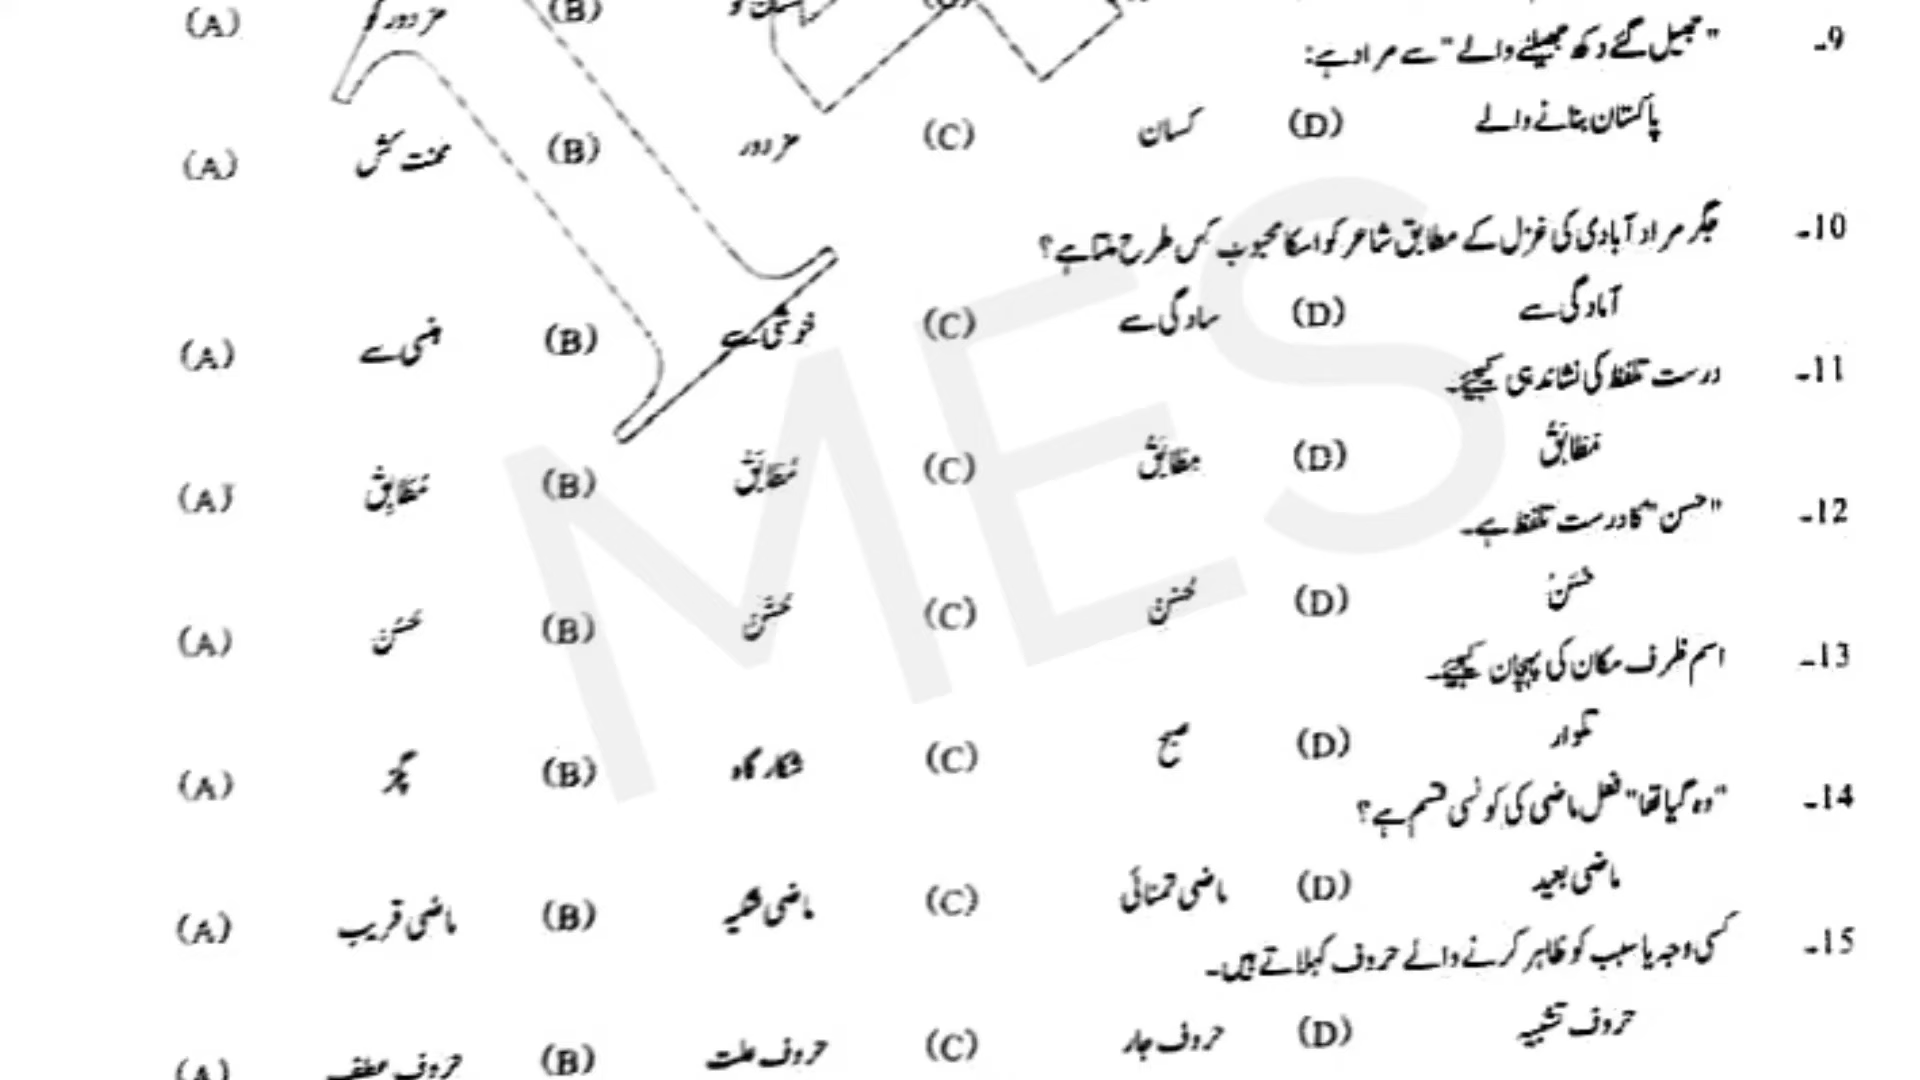 (A) مزدور (B) (C)
9۔ "جھیل گئے دکھ جھیلنے والے" سے مراد ہے:
(A) محنت کش (B) مزدور (C) کسان (D) پاکستان بنانے والے
10۔ جگر مراد آبادی کی غزل کے مطابق شاعر کو اسکا محبوب کس طرح ملتا ہے؟
(A) ہنسی سے (B) خوشی سے (C) سادگی سے (D) آمادگی سے
11۔ درست تلفظ کی نشاندہی کیجیے۔
(A) مُطَابِق (B) مُطَابَقُ (C) مِطَابَقُ (D) مَطَابَقُ
12۔ "حسن" کا درست تلفظ ہے۔
(A) (B) (C) حُسْن (D) حَسَنُ
13۔ اسم ظرف مکان کی پہچان کیجیے۔
(A) (B) شکار گاہ (C) صبح (D) تلوار
14۔ "وہ گیا تھا" فعل ماضی کی کونسی قسم ہے؟
(A) ماضی قریب (B) ماضی شکیہ (C) ماضی تمنائی (D) ماضی بعید
15۔ کسی وجہ یا سبب کو ظاہر کرنے والے حروف کہلاتے ہیں۔
(A) حروف عطف (B) حروف علت (C) حروف جار (D) حروف تشبیہ
MES